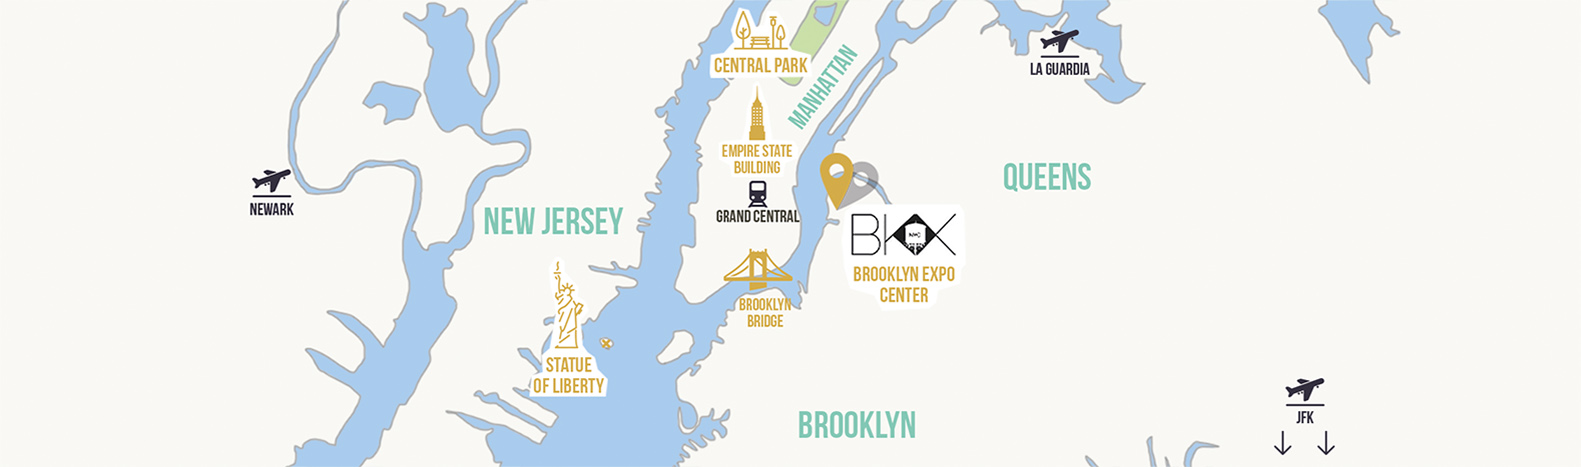 CENTRAL PARK
MANHATTAN
LA GUARDIA
EMPIRE STATE
BUILDING
QUEENS
NEWARK
GRAND CENTRAL
NEW JERSEY
BKX
BROOKLYN EXPO
CENTER
BROOKLYN
BRIDGE
STATUE
OF LIBERTY
BROOKLYN
JFK